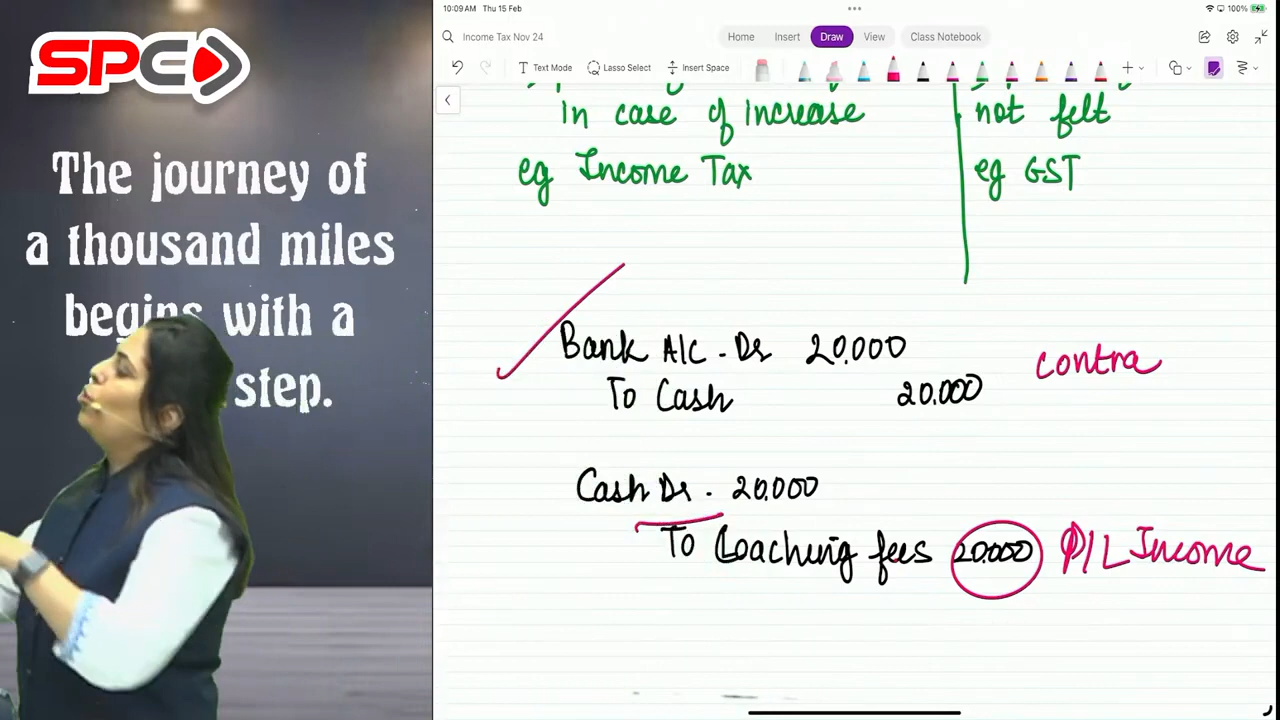 SPE
The journey of
a thousand miles
begins with a
step.
10:09 AM Thu 15 Feb
100%
Income Tax Nov 24
Home Insert Draw View Class Notebook
Text Mode Lasso Select Insert Space
In case of increase
not felt
eg Income Tax
eg GST
Bank A/C - Dr 20,000
To Cash 20,000
contra
Cash Dr - 20,000
To Coaching fees 20,000 P/L Income